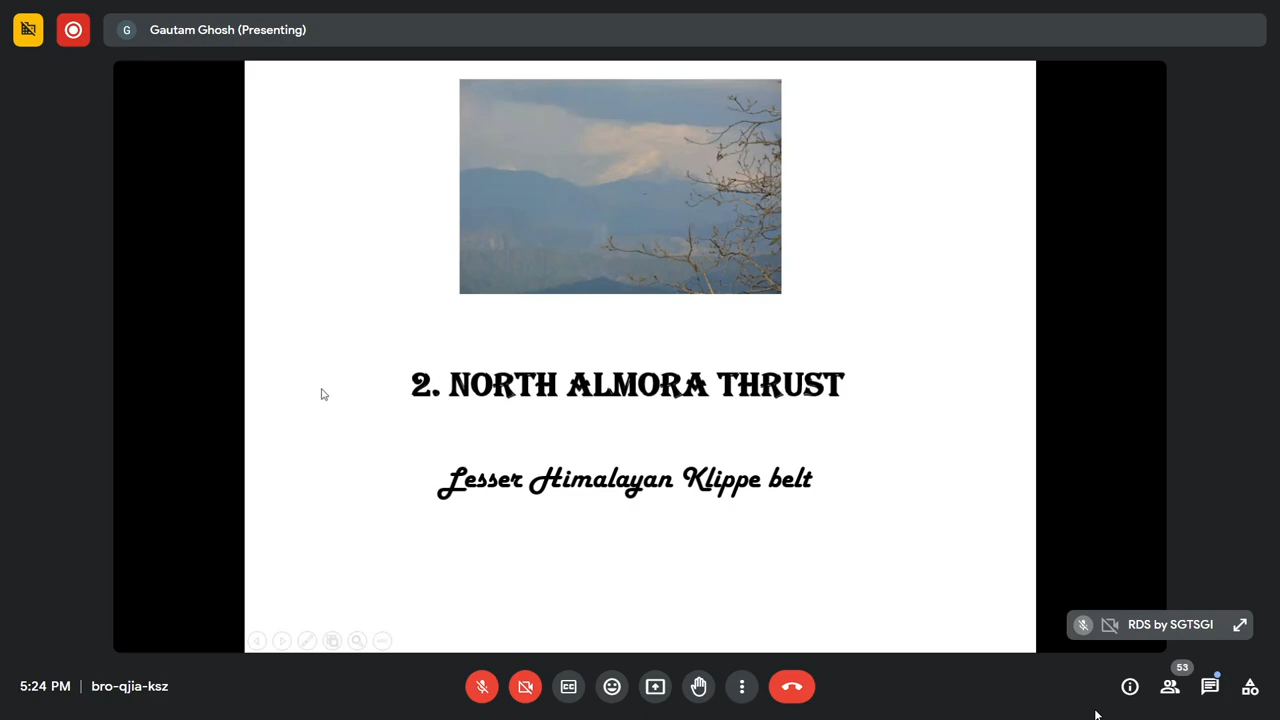 G Gautam Ghosh (Presenting)
2. NORTH ALMORA THRUST
Lesser Himalayan Klippe belt
RDS by SGTSGI
53
5:24 PM | bro-qjia-ksz